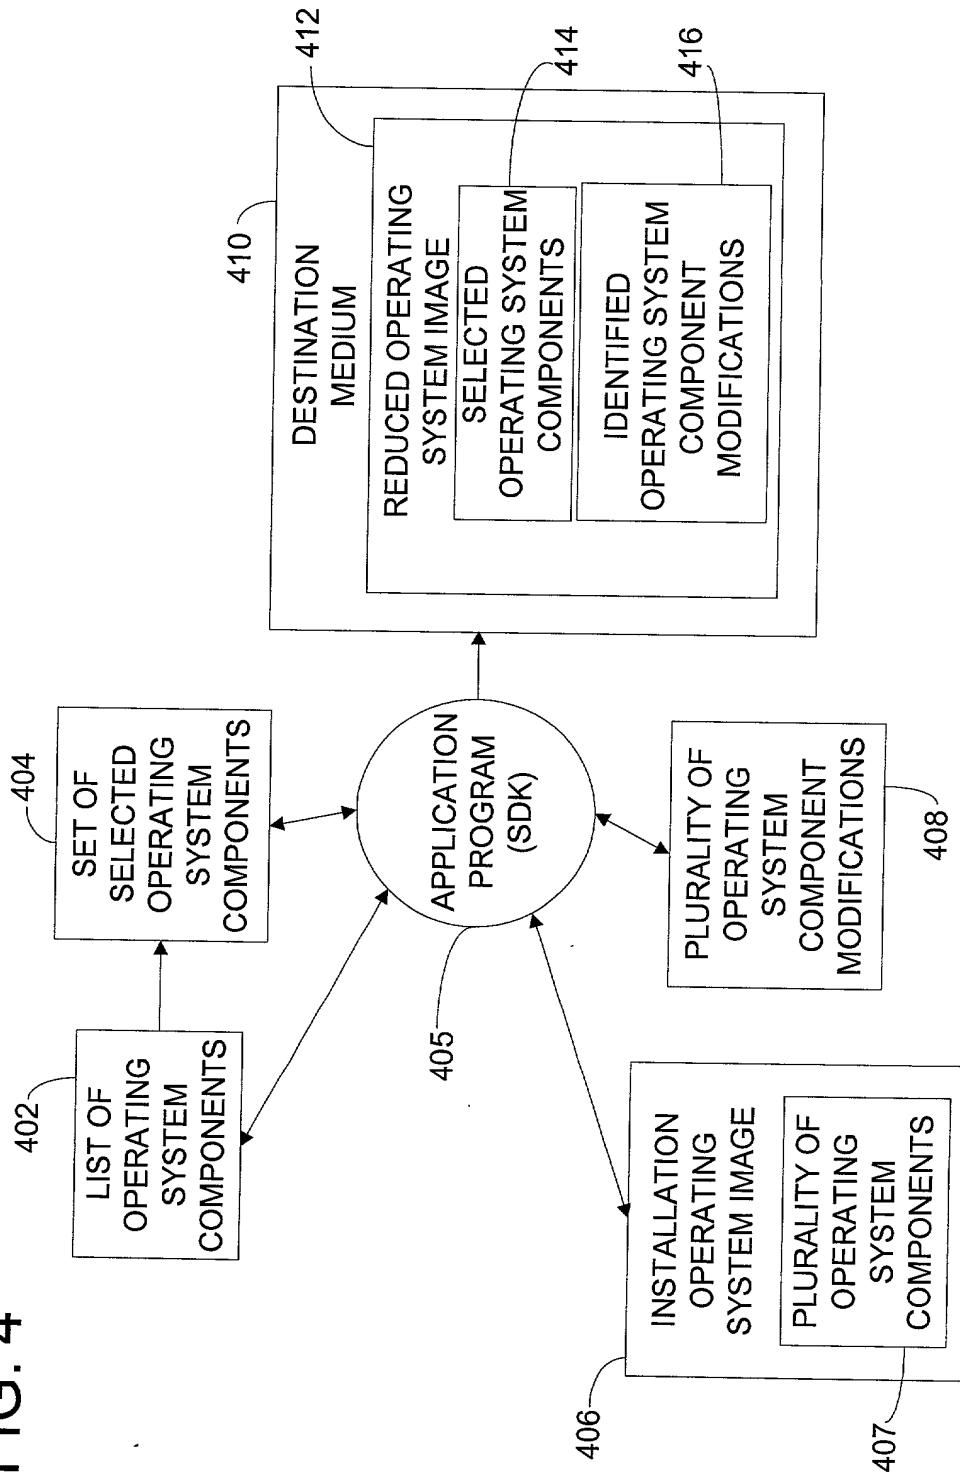 FIG. 4
402
LIST OF
OPERATING
SYSTEM
COMPONENTS
404
SET OF
SELECTED
OPERATING
SYSTEM
COMPONENTS
405
APPLICATION
PROGRAM
(SDK)
406
INSTALLATION
OPERATING
SYSTEM IMAGE
407
PLURALITY OF
OPERATING
SYSTEM
COMPONENTS
408
PLURALITY OF
OPERATING
SYSTEM
COMPONENT
MODIFICATIONS
410
DESTINATION
MEDIUM
412
REDUCED OPERATING
SYSTEM IMAGE
414
SELECTED
OPERATING SYSTEM
COMPONENTS
416
IDENTIFIED
OPERATING SYSTEM
COMPONENT
MODIFICATIONS